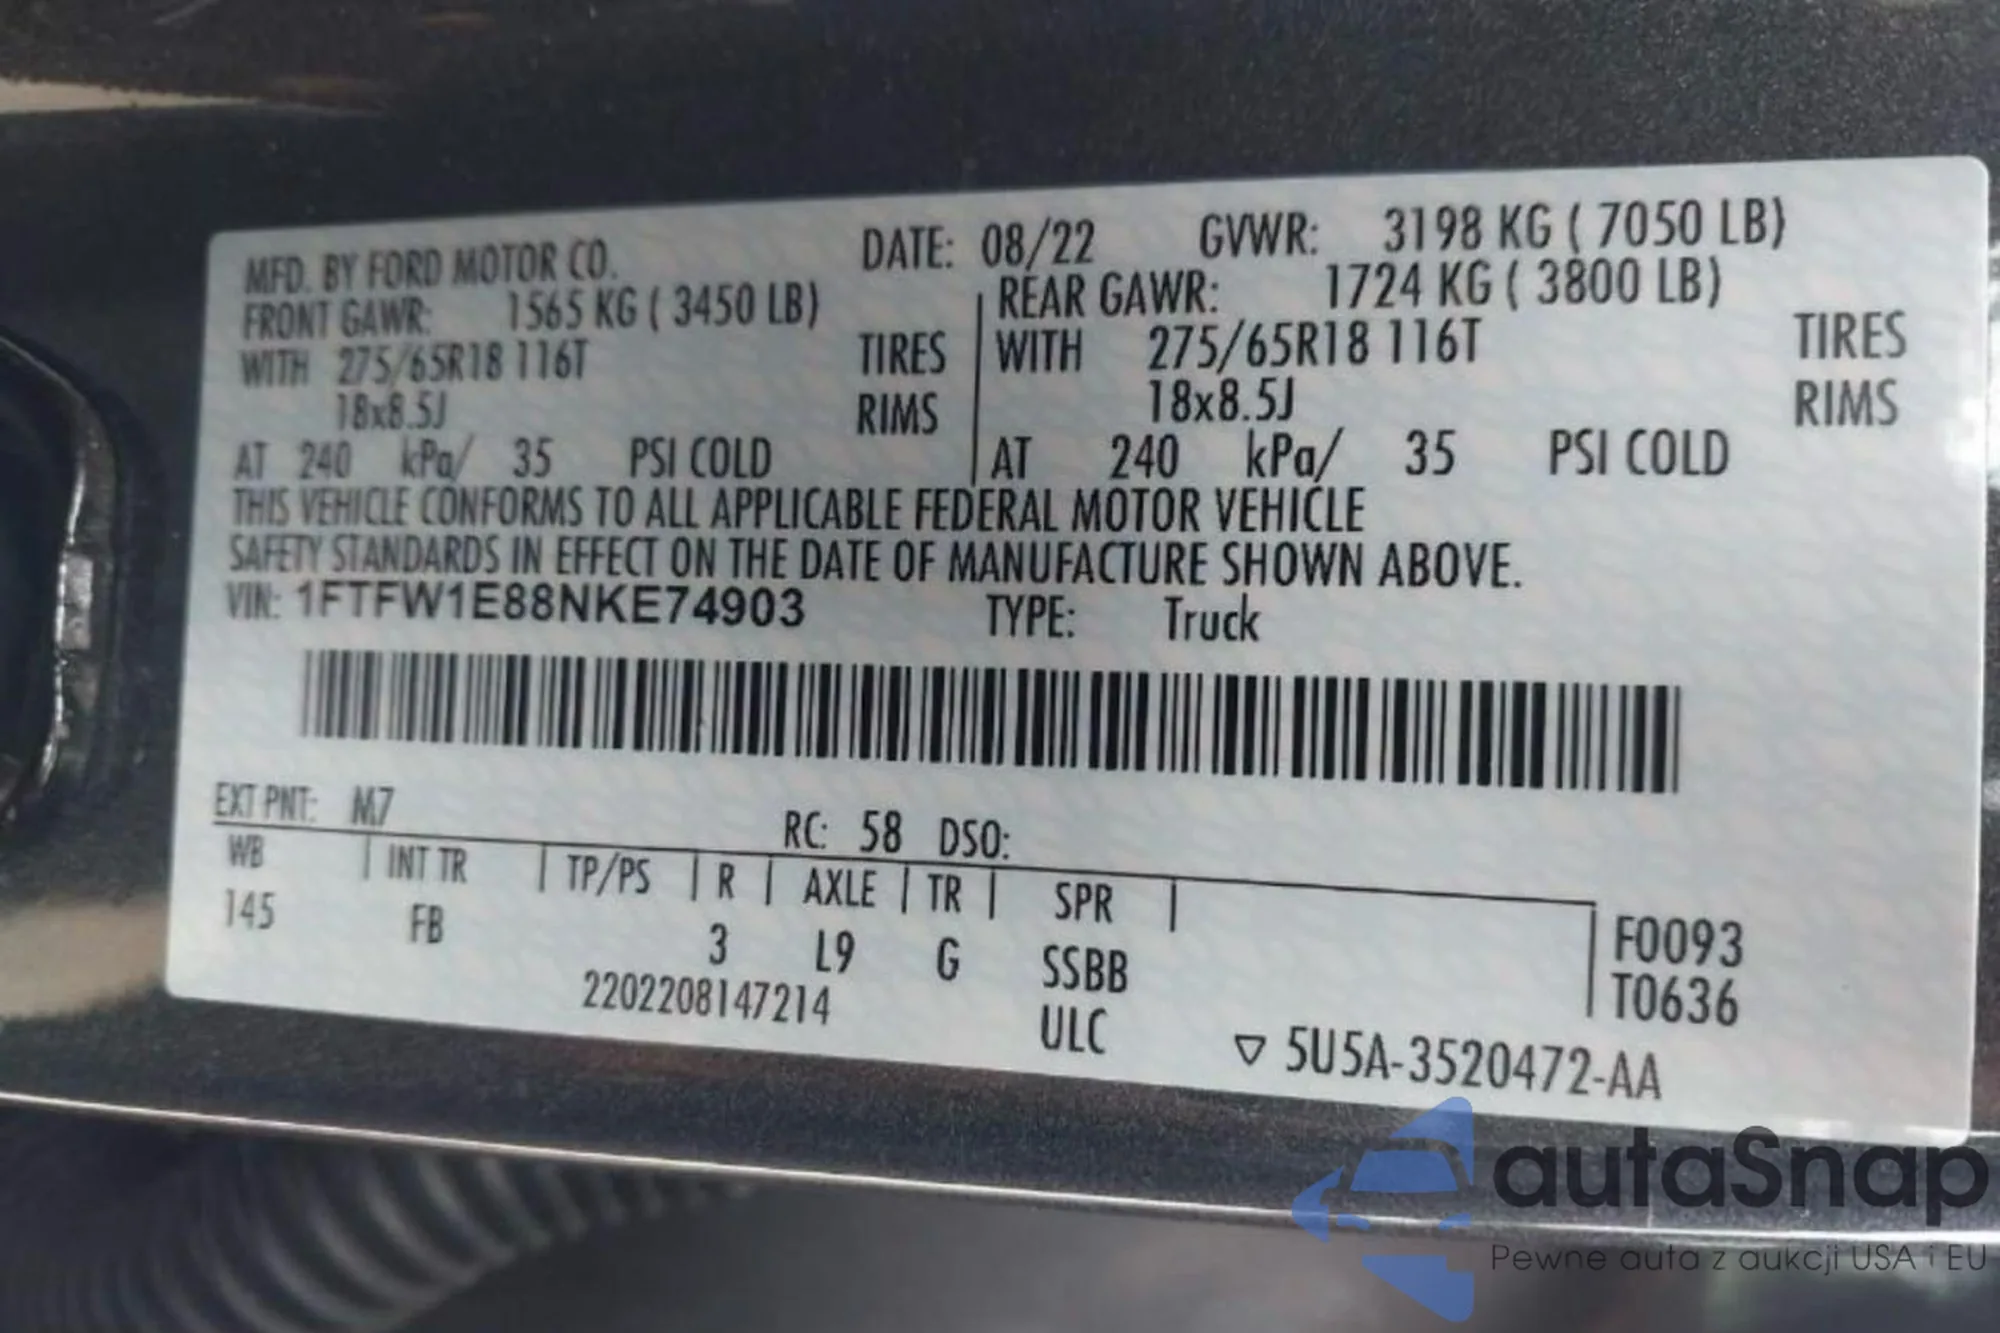 MFD. BY FORD MOTOR CO. DATE: 08/22 GVWR: 3198 KG ( 7050 LB)
FRONT GAWR: 1565 KG ( 3450 LB) REAR GAWR: 1724 KG ( 3800 LB)
WITH 275/65R18 116T TIRES WITH 275/65R18 116T TIRES
18x8.5J RIMS 18x8.5J RIMS
AT 240 kPa/ 35 PSI COLD AT 240 kPa/ 35 PSI COLD
THIS VEHICLE CONFORMS TO ALL APPLICABLE FEDERAL MOTOR VEHICLE
SAFETY STANDARDS IN EFFECT ON THE DATE OF MANUFACTURE SHOWN ABOVE.
VIN: 1FTFW1E88NKE74903 TYPE: Truck
EXT PNT: M7 RC: 58 DSO:
WB INT TR TP/PS R AXLE TR SPR
145 FB 3 L9 G SSBB F0093
2202208147214 ULC T0636
▽ 5U5A-3520472-AA
autaSnap
Pewne auta z aukcji USA i EU